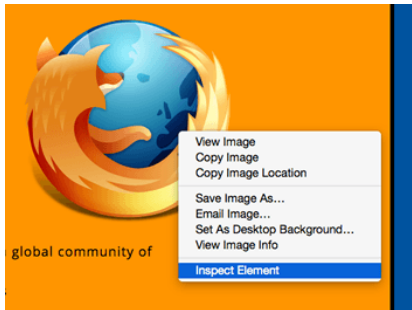 View Image
Copy Image
Copy Image Location
Save Image As...
Email Image...
Set As Desktop Background...
View Image Info
Inspect Element
global community of